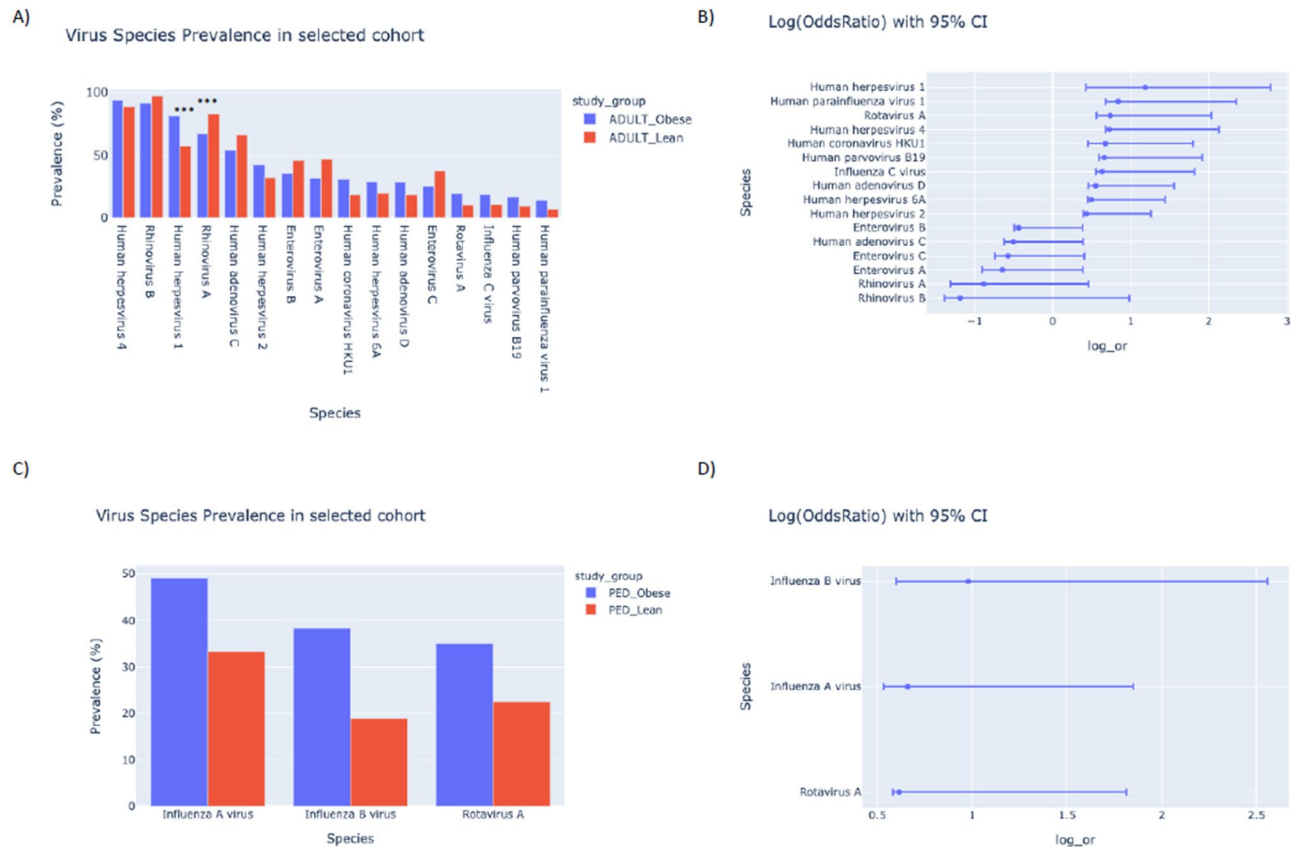 A)
Virus Species Prevalence in selected cohort
Prevalence (%)
100
50
0
*** ***
study_group
ADULT_Obese
ADULT_Lean
Human herpesvirus 4
Rhinovirus B
Human herpesvirus 1
Rhinovirus A
Human adenovirus C
Human herpesvirus 2
Enterovirus B
Enterovirus A
Human coronavirus HKU1
Human herpesvirus 6A
Human adenovirus D
Enterovirus C
Rotavirus A
Influenza C virus
Human parvovirus B19
Human parainfluenza virus 1
Species
B)
Log(OddsRatio) with 95% CI
Species
Human herpesvirus 1
Human parainfluenza virus 1
Rotavirus A
Human herpesvirus 4
Human coronavirus HKU1
Human parvovirus B19
Influenza C virus
Human adenovirus D
Human herpesvirus 6A
Human herpesvirus 2
Enterovirus B
Human adenovirus C
Enterovirus C
Enterovirus A
Rhinovirus A
Rhinovirus B
−1 0 1 2 3
log_or
C)
Virus Species Prevalence in selected cohort
Prevalence (%)
50
40
30
20
10
0
study_group
PED_Obese
PED_Lean
Influenza A virus Influenza B virus Rotavirus A
Species
D)
Log(OddsRatio) with 95% CI
Species
Influenza B virus
Influenza A virus
Rotavirus A
0.5 1 1.5 2 2.5
log_or